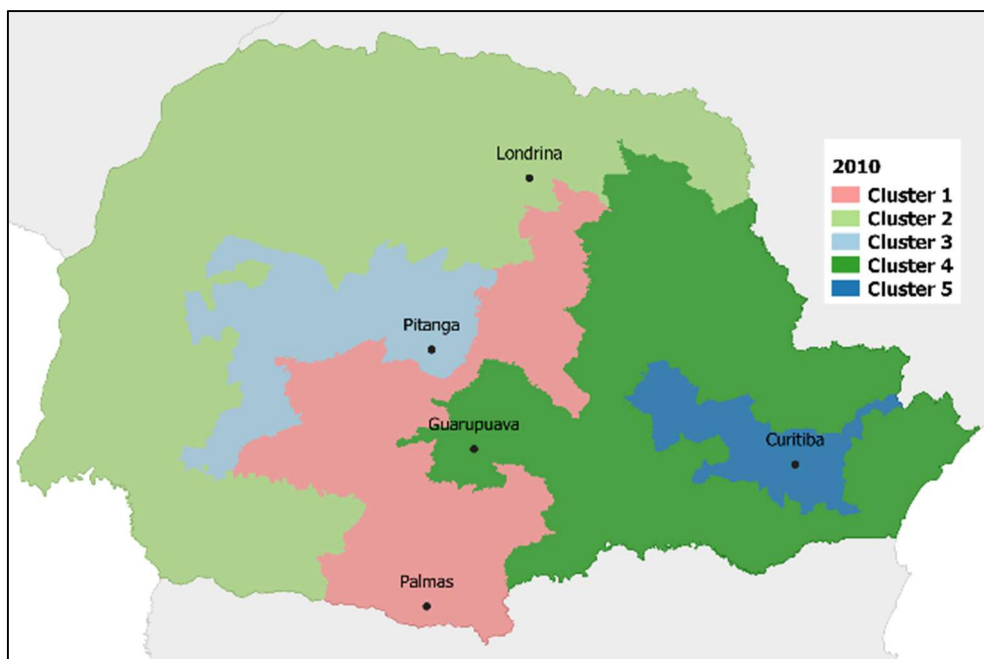 Londrina
2010
Cluster 1
Cluster 2
Cluster 3
Cluster 4
Cluster 5
Pitanga
Guarupuava
Curitiba
Palmas